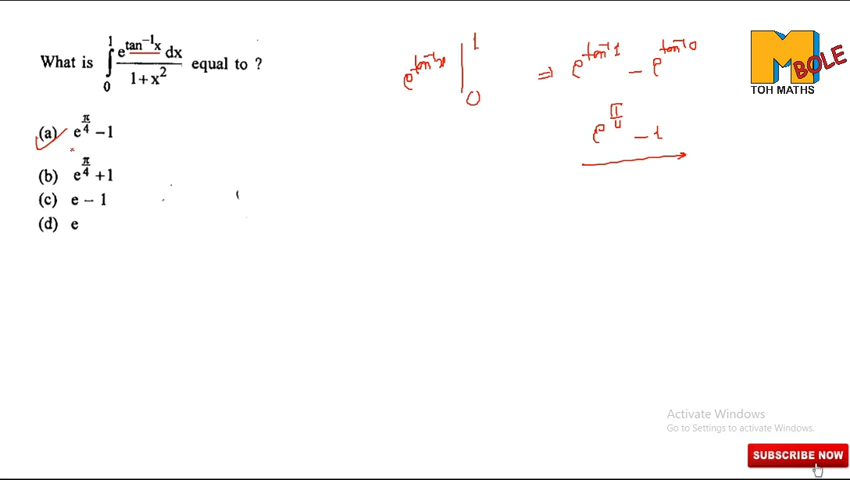 What is ∫₀¹ e^(tan⁻¹x) dx / (1+x²) equal to ?
(a) e^(π/4) − 1
(b) e^(π/4) + 1
(c) e − 1
(d) e
e^(tan⁻¹x) |₀¹ ⇒ e^(tan⁻¹1) − e^(tan⁻¹0)
e^(π/4) − 1
M BOLE
TOH MATHS
Activate Windows
Go to Settings to activate Windows.
SUBSCRIBE NOW